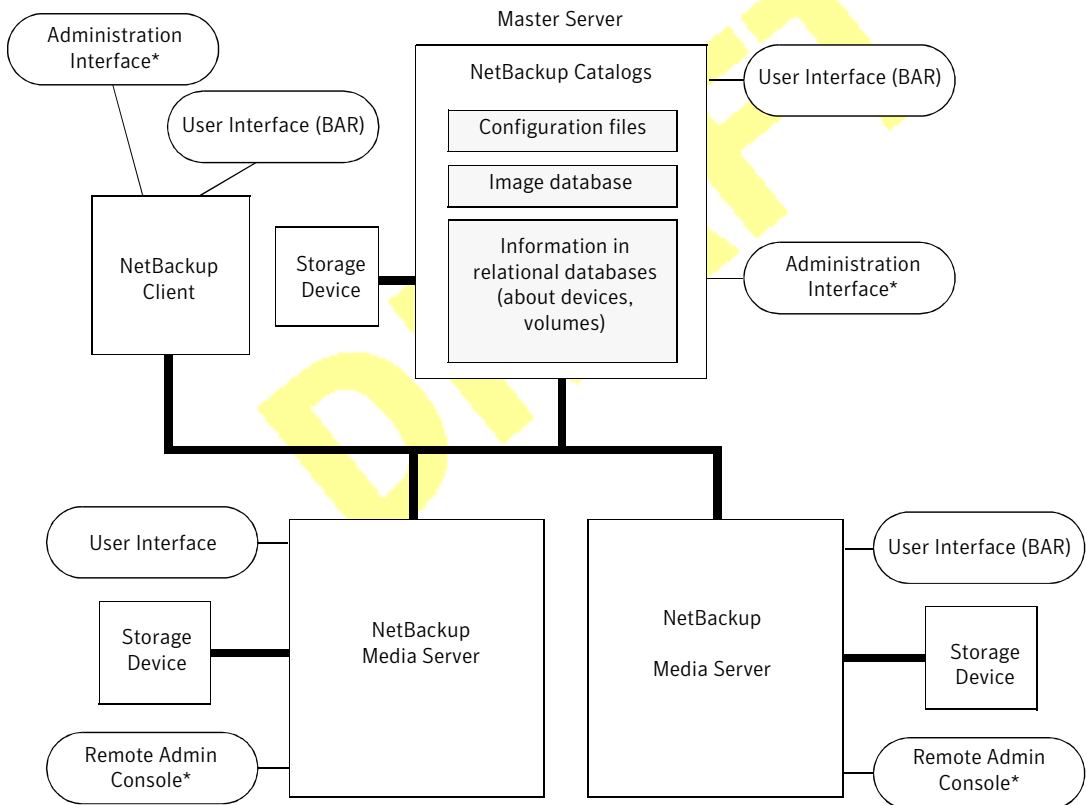 Master Server
Administration
Interface*
User Interface (BAR)
NetBackup
Client
Storage
Device
NetBackup Catalogs
Configuration files
Image database
Information in
relational databases
(about devices,
volumes)
User Interface (BAR)
Administration
Interface*
User Interface
Storage
Device
Remote Admin
Console*
NetBackup
Media Server
NetBackup
Media Server
User Interface (BAR)
Storage
Device
Remote Admin
Console*
DRAFT